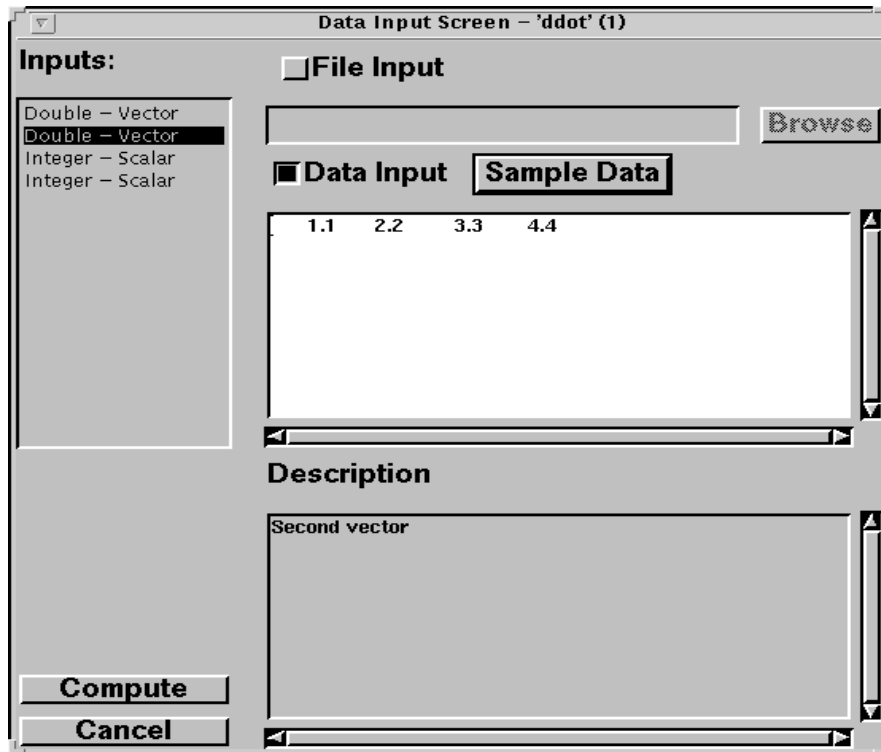 Data Input Screen – 'ddot' (1)
Inputs:
Double – Vector
Double – Vector
Integer – Scalar
Integer – Scalar
File Input
Browse
Data Input
Sample Data
1.1 2.2 3.3 4.4
Description
Second vector
Compute
Cancel